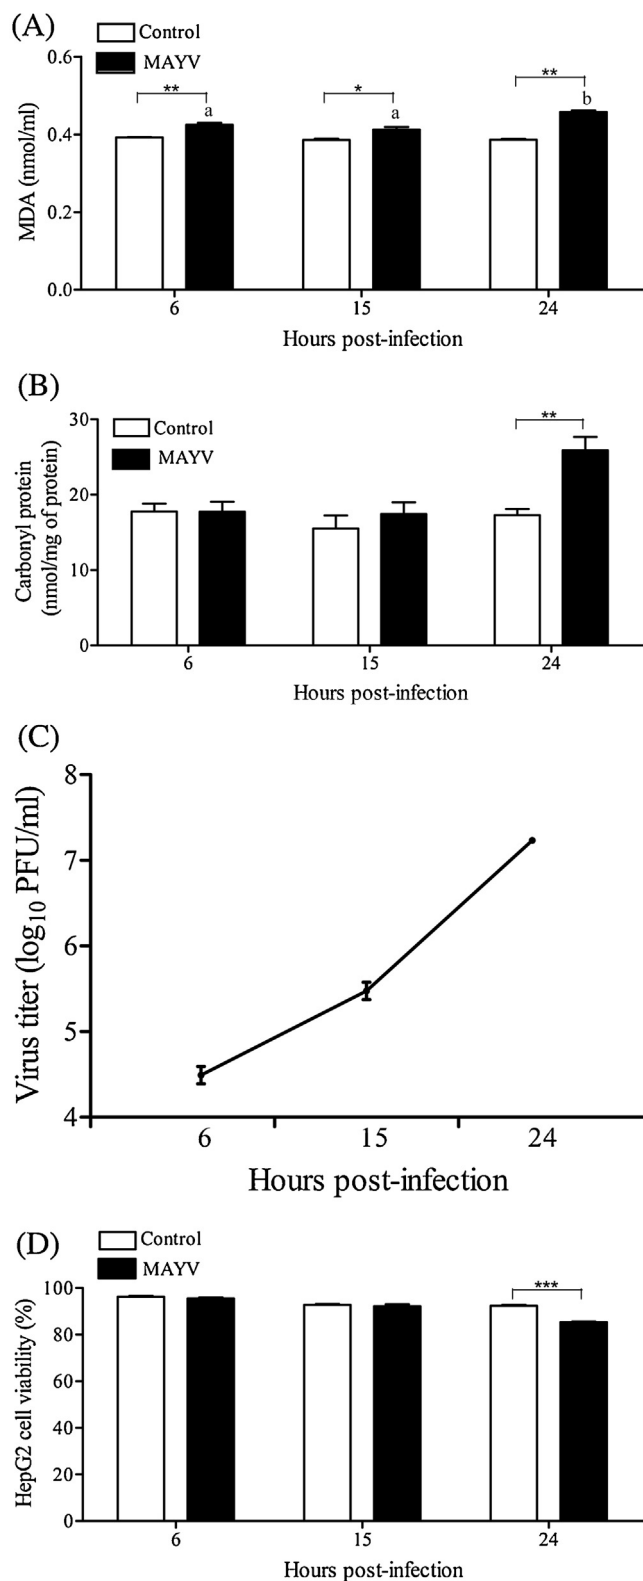 (A)
Control
MAYV
MDA (nmol/ml)
0.6
0.4
0.2
0.0
**
a
*
a
**
b
6
15
24
Hours post-infection
(B)
Control
MAYV
Carbonyl protein
(nmol/mg of protein)
30
20
10
0
**
6
15
24
Hours post-infection
(C)
Virus titer (log₁₀ PFU/ml)
8
7
6
5
4
6
15
24
Hours post-infection
(D)
Control
MAYV
HepG2 cell viability (%)
100
80
60
40
20
0
***
6
15
24
Hours post-infection